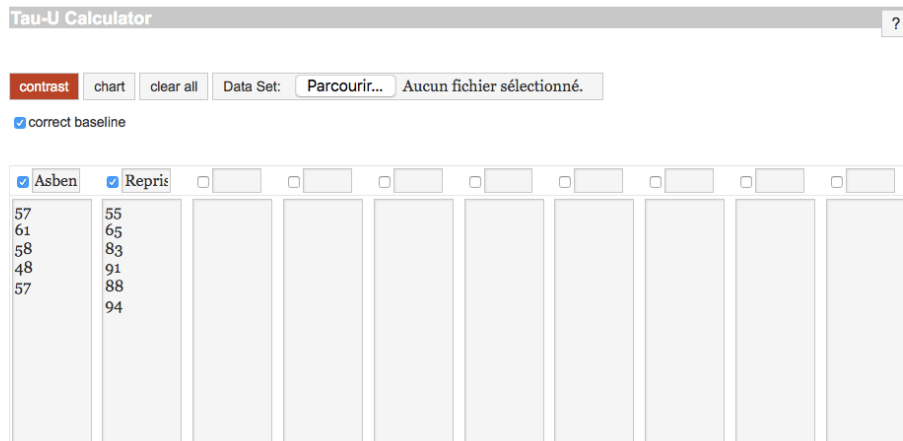 Tau-U Calculator
?
contrast chart clear all Data Set: Parcourir... Aucun fichier sélectionné.
correct baseline
Asben Repris
57 55
61 65
58 83
48 91
57 88
94